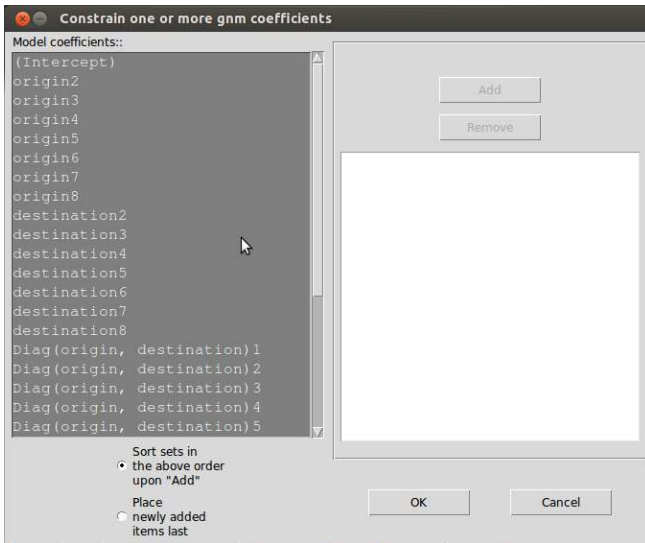 Constrain one or more gnm coefficients
Model coefficients::
(Intercept)
origin2
origin3
origin4
origin5
origin6
origin7
origin8
destination2
destination3
destination4
destination5
destination6
destination7
destination8
Diag(origin, destination)1
Diag(origin, destination)2
Diag(origin, destination)3
Diag(origin, destination)4
Diag(origin, destination)5
Add
Remove
Sort sets in
the above order
upon "Add"
Place
newly added
items last
OK
Cancel